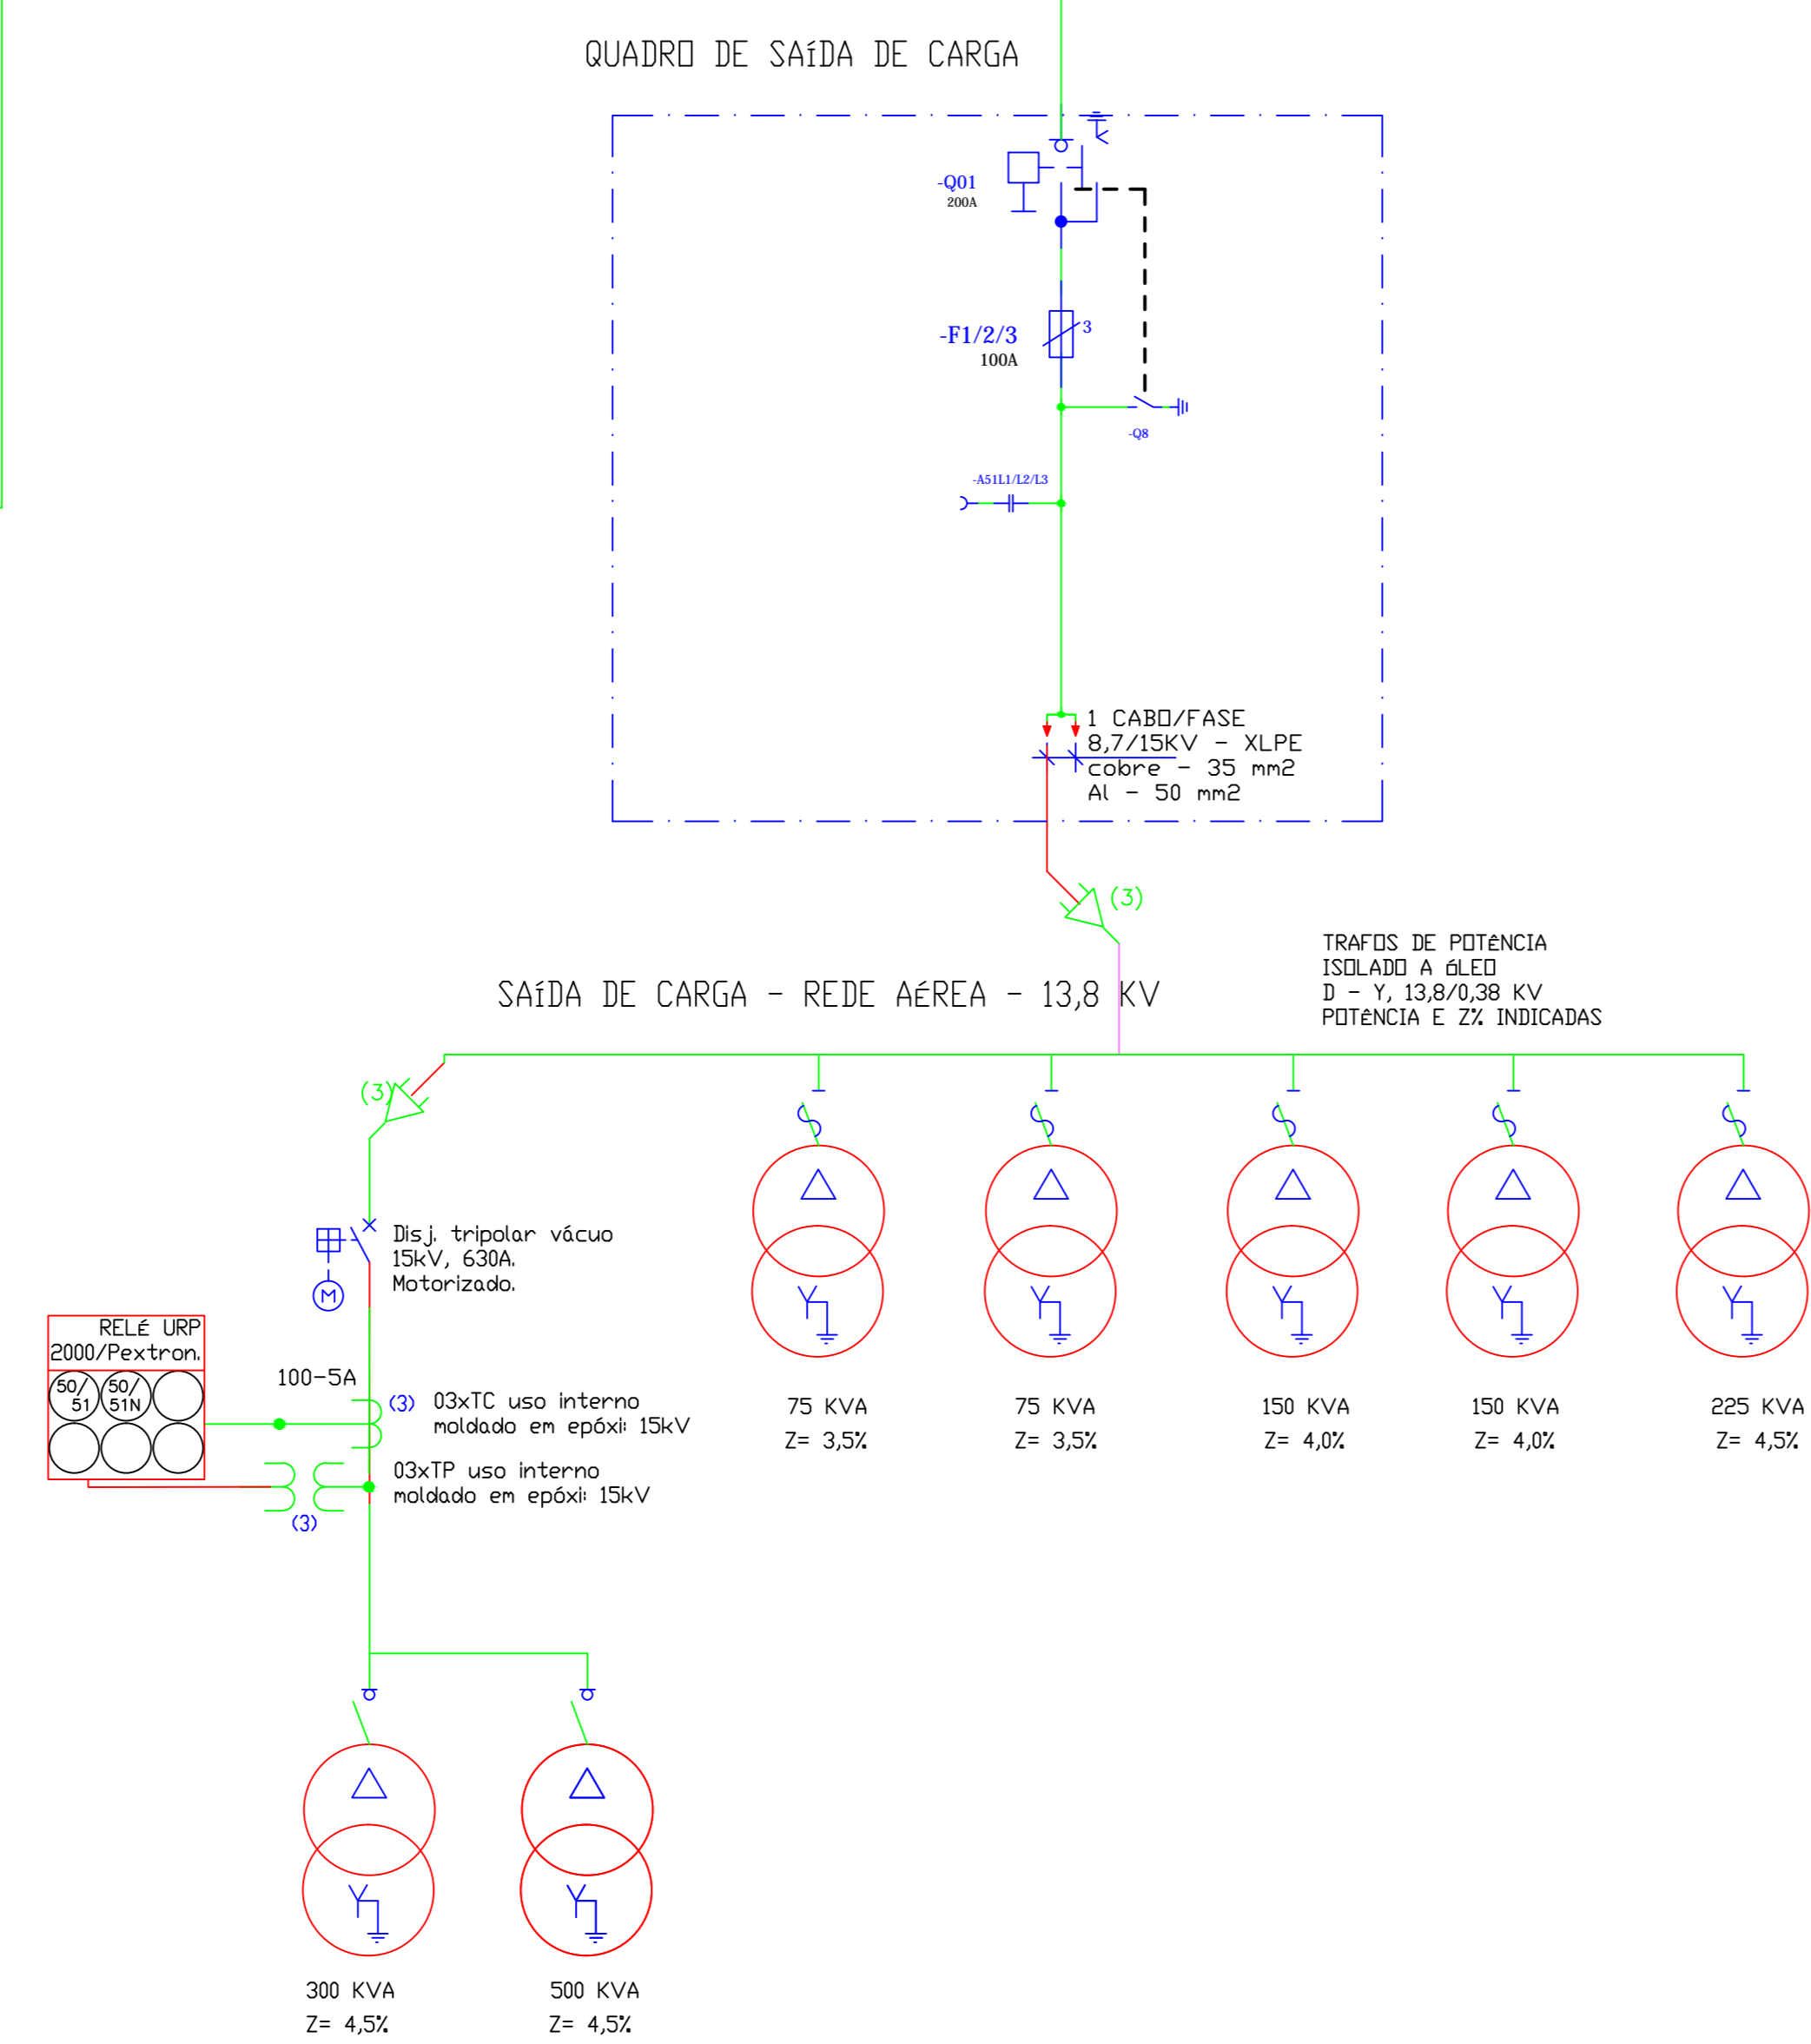 QUADRO DE SAíDA DE CARGA
-Q01
200A
-F1/2/3
3
100A
-Q8
-A51L1/L2/L3
1 CABO/FASE
8,7/15KV - XLPE
cobre - 35 mm2
Al - 50 mm2
(3)
TRAFOS DE POTêNCIA
ISOLADO A óLEO
D - Y, 13,8/0,38 KV
POTêNCIA E Z% INDICADAS
SAíDA DE CARGA - REDE AéREA - 13,8 KV
(3)
Disj. tripolar vácuo
15kV, 630A.
Motorizado.
M
RELé URP
2000/Pextron.
50/
51
50/
51N
100-5A
(3)
03xTC uso interno
moldado em epóxi: 15kV
03xTP uso interno
moldado em epóxi: 15kV
(3)
75 KVA
Z= 3,5%
75 KVA
Z= 3,5%
150 KVA
Z= 4,0%
150 KVA
Z= 4,0%
225 KVA
Z= 4,5%
300 KVA
Z= 4,5%
500 KVA
Z= 4,5%